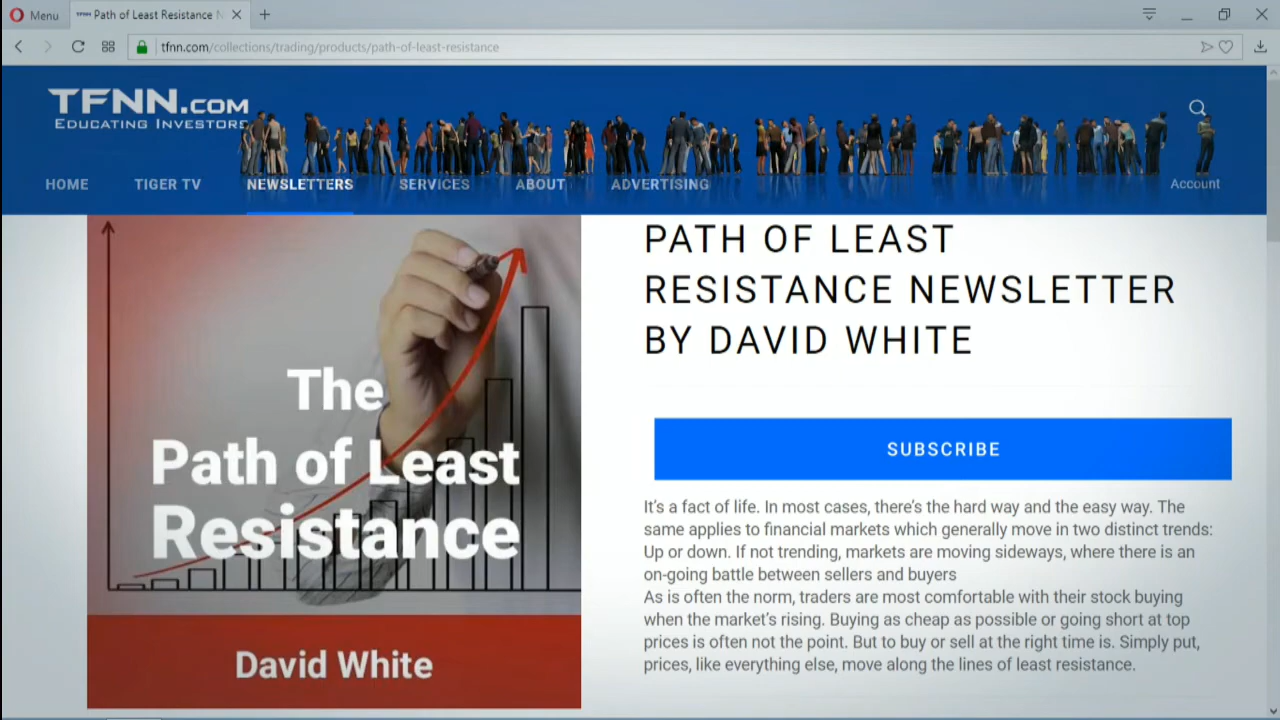 Menu
Path of Least Resistance N
tfnn.com/collections/trading/products/path-of-least-resistance
TFNN.COM
EDUCATING INVESTORS
HOME TIGER TV NEWSLETTERS SERVICES ABOUT ADVERTISING Account
The
Path of Least
Resistance
David White
PATH OF LEAST
RESISTANCE NEWSLETTER
BY DAVID WHITE
SUBSCRIBE
It’s a fact of life. In most cases, there’s the hard way and the easy way. The
same applies to financial markets which generally move in two distinct trends:
Up or down. If not trending, markets are moving sideways, where there is an
on-going battle between sellers and buyers
As is often the norm, traders are most comfortable with their stock buying
when the market’s rising. Buying as cheap as possible or going short at top
prices is often not the point. But to buy or sell at the right time is. Simply put,
prices, like everything else, move along the lines of least resistance.